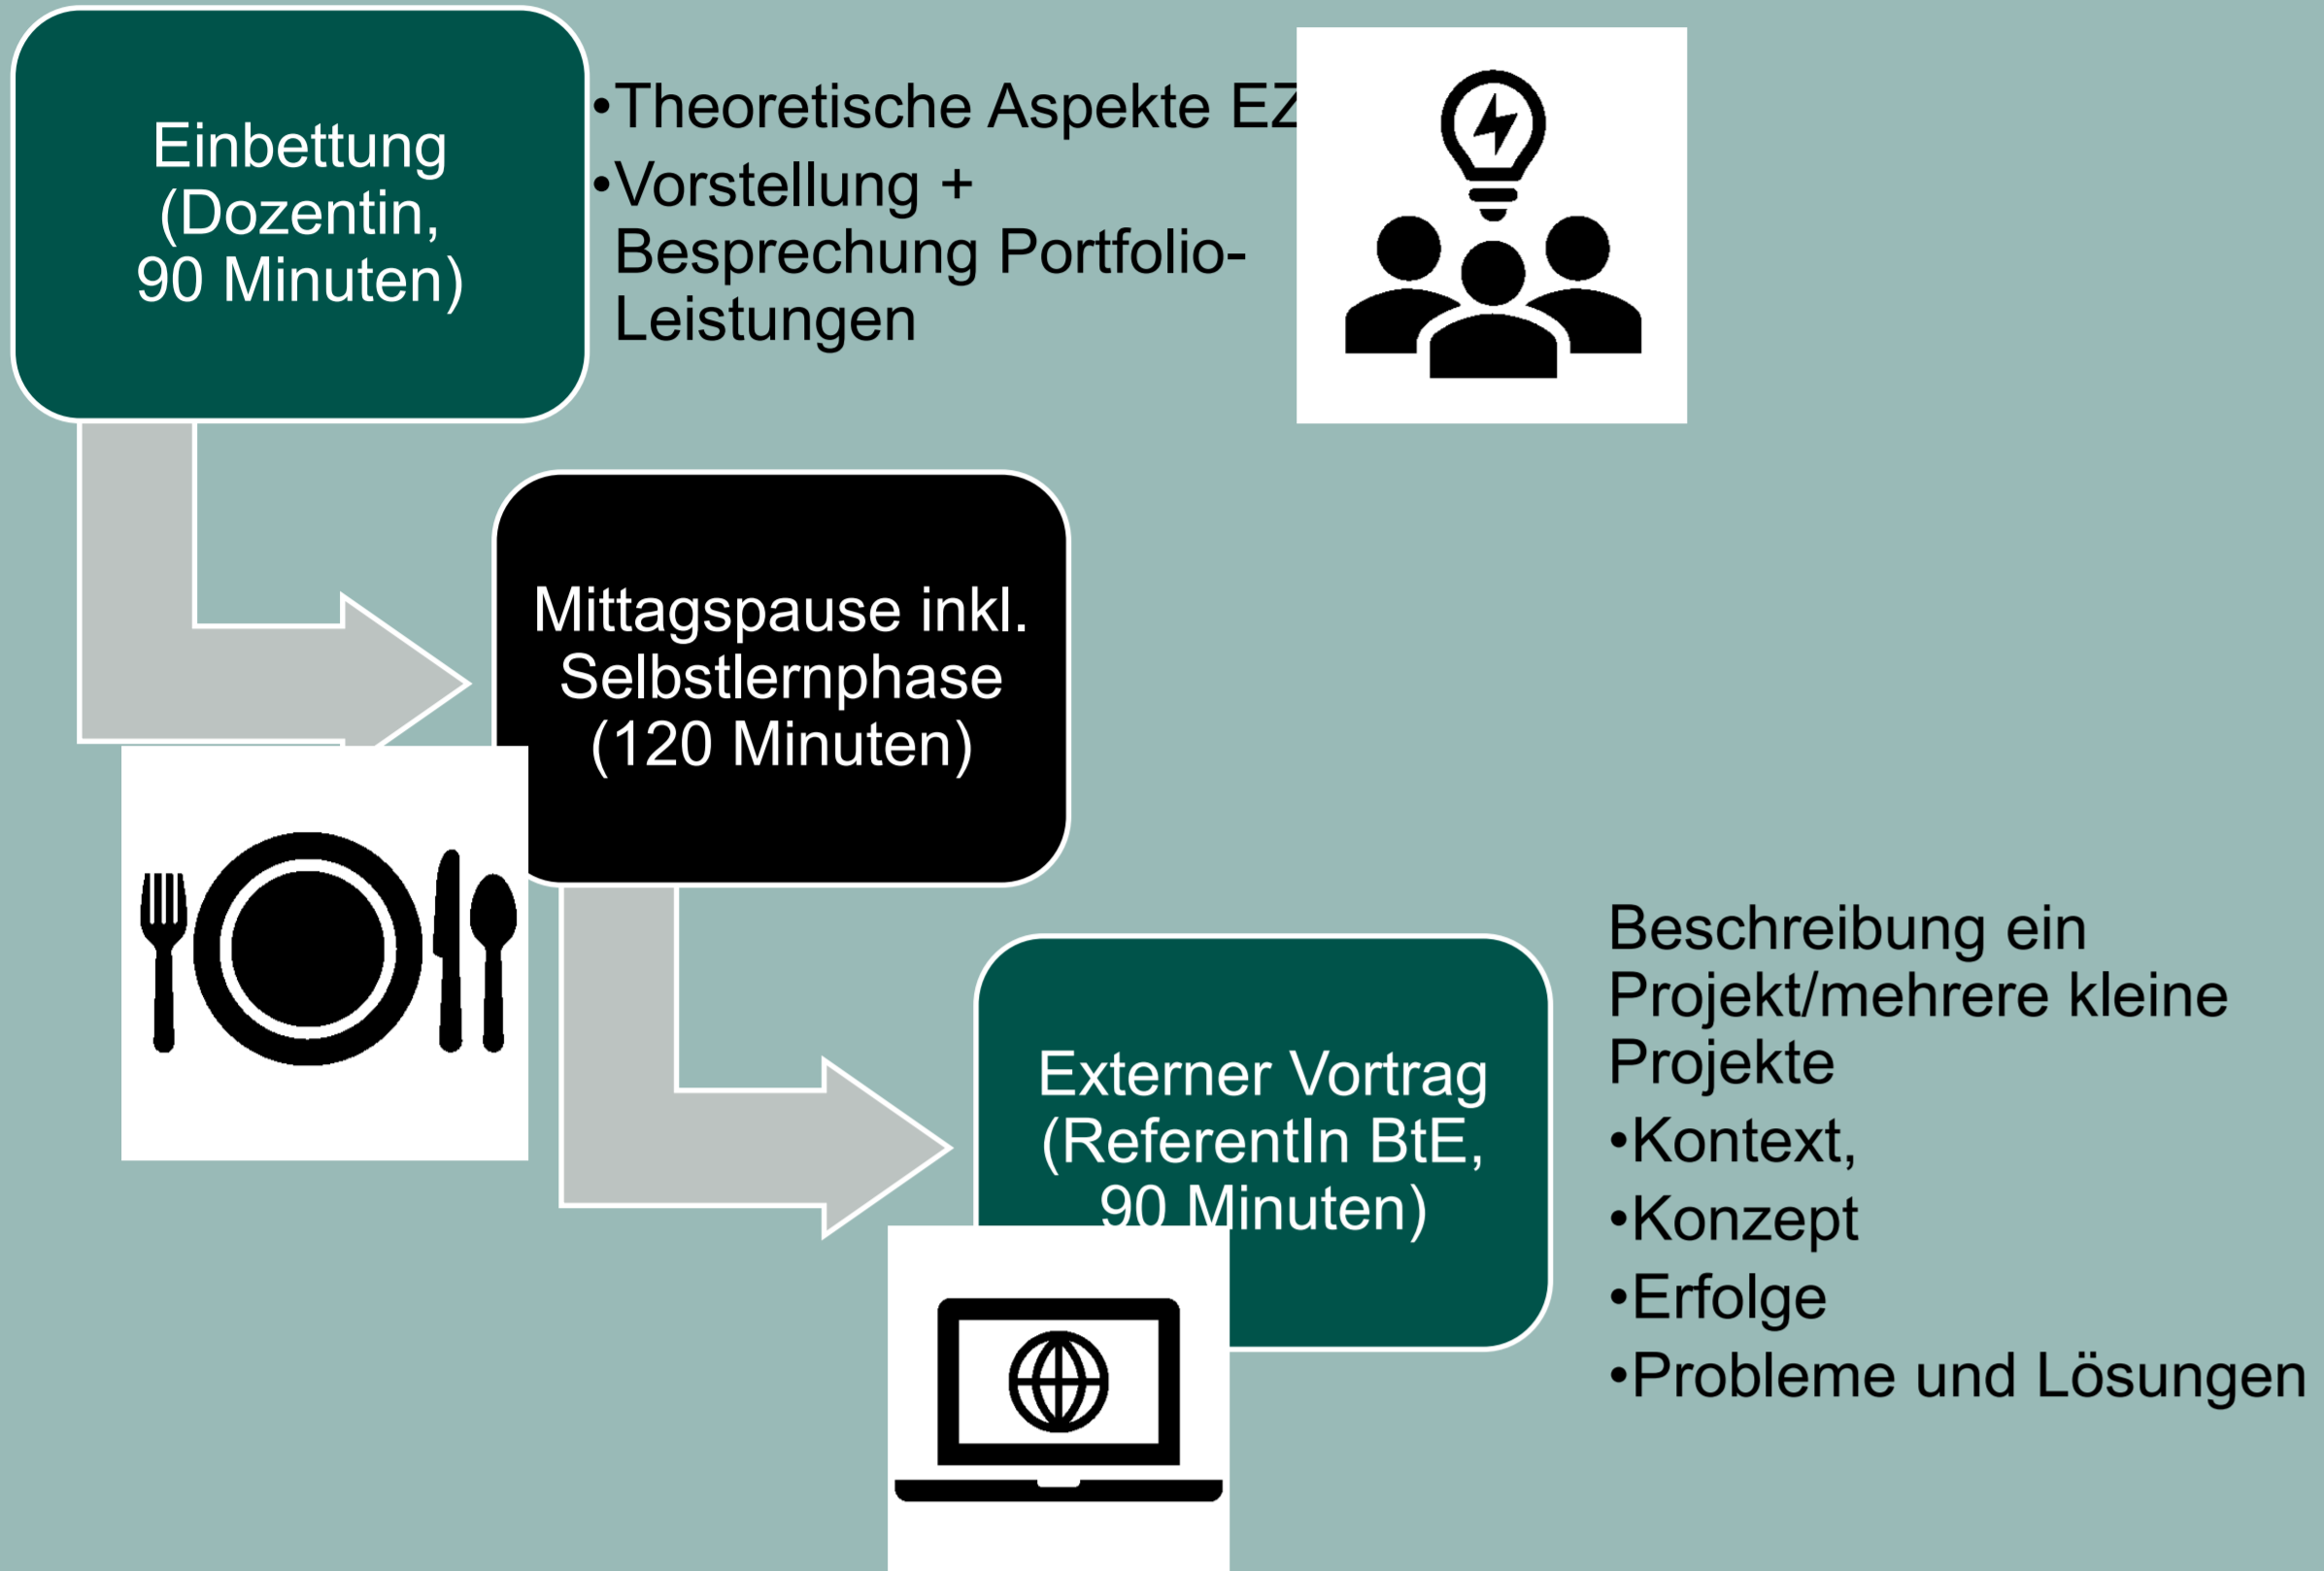 Einbettung
(Dozentin,
90 Minuten)
•Theoretische Aspekte EZ
•Vorstellung +
Besprechung Portfolio-
Leistungen
Mittagspause inkl.
Selbstlernphase
(120 Minuten)
Externer Vortrag
(ReferentIn BtE,
90 Minuten)
Beschreibung ein
Projekt/mehrere kleine
Projekte
•Kontext,
•Konzept
•Erfolge
•Probleme und Lösungen